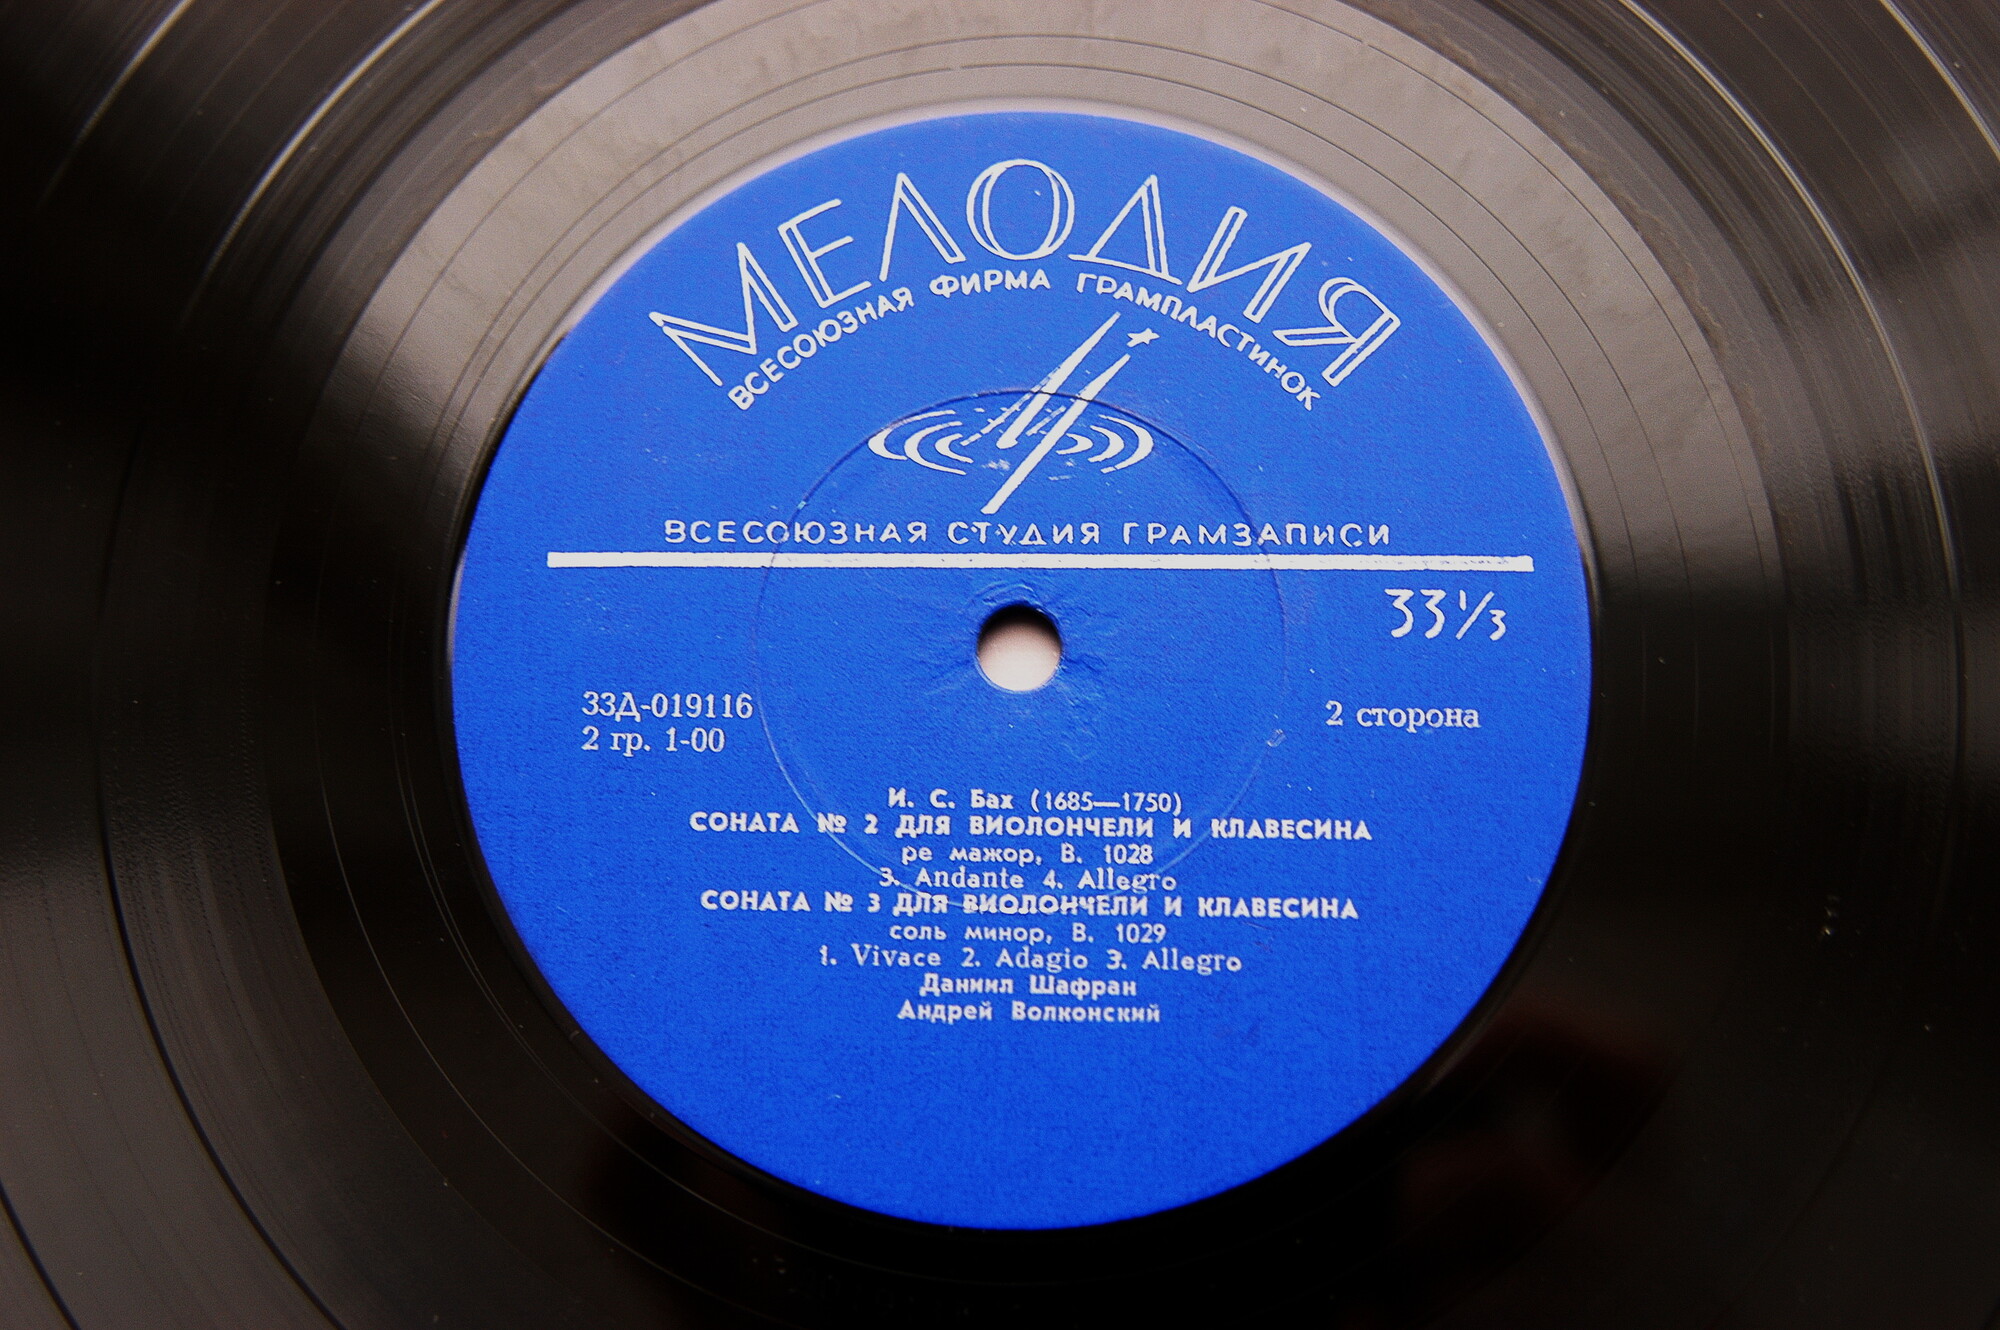 МЕЛОДИЯ
ВСЕСОЮЗНАЯ ФИРМА ГРАМПЛАСТИНОК
ВСЕСОЮЗНАЯ СТУДИЯ ГРАМЗАПИСИ
33⅓
33Д-019116
2 гр. 1-00
2 сторона
И. С. Бах (1685—1750)
СОНАТА № 2 ДЛЯ ВИОЛОНЧЕЛИ И КЛАВЕСИНА
ре мажор, В. 1028
3. Andante 4. Allegro
СОНАТА № 3 ДЛЯ ВИОЛОНЧЕЛИ И КЛАВЕСИНА
соль минор, В. 1029
1. Vivace 2. Adagio 3. Allegro
Даниил Шафран
Андрей Волконский